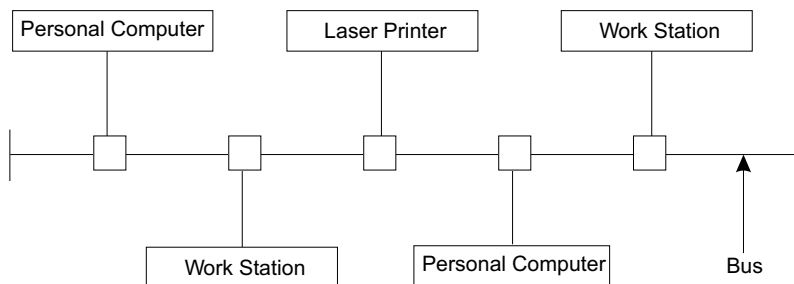 Personal Computer
Laser Printer
Work Station
Work Station
Personal Computer
Bus